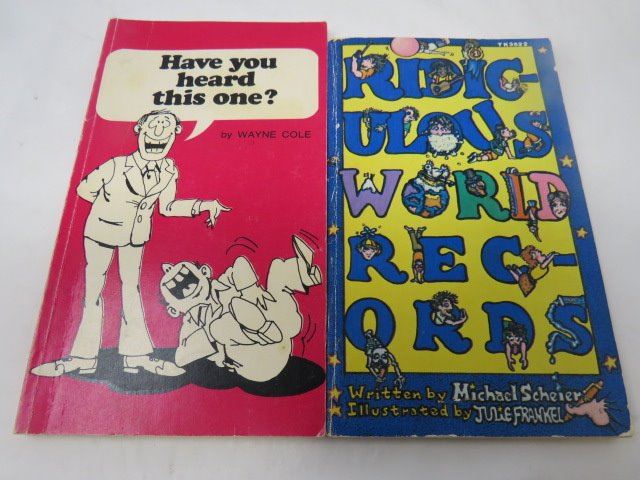 Have you
heard
this one?
by WAYNE COLE
TK3522
RIDIC-
ULOUS
WORLD
REC-
ORDS
Written by Michael Scheier
Illustrated by JULIE FRANKEL